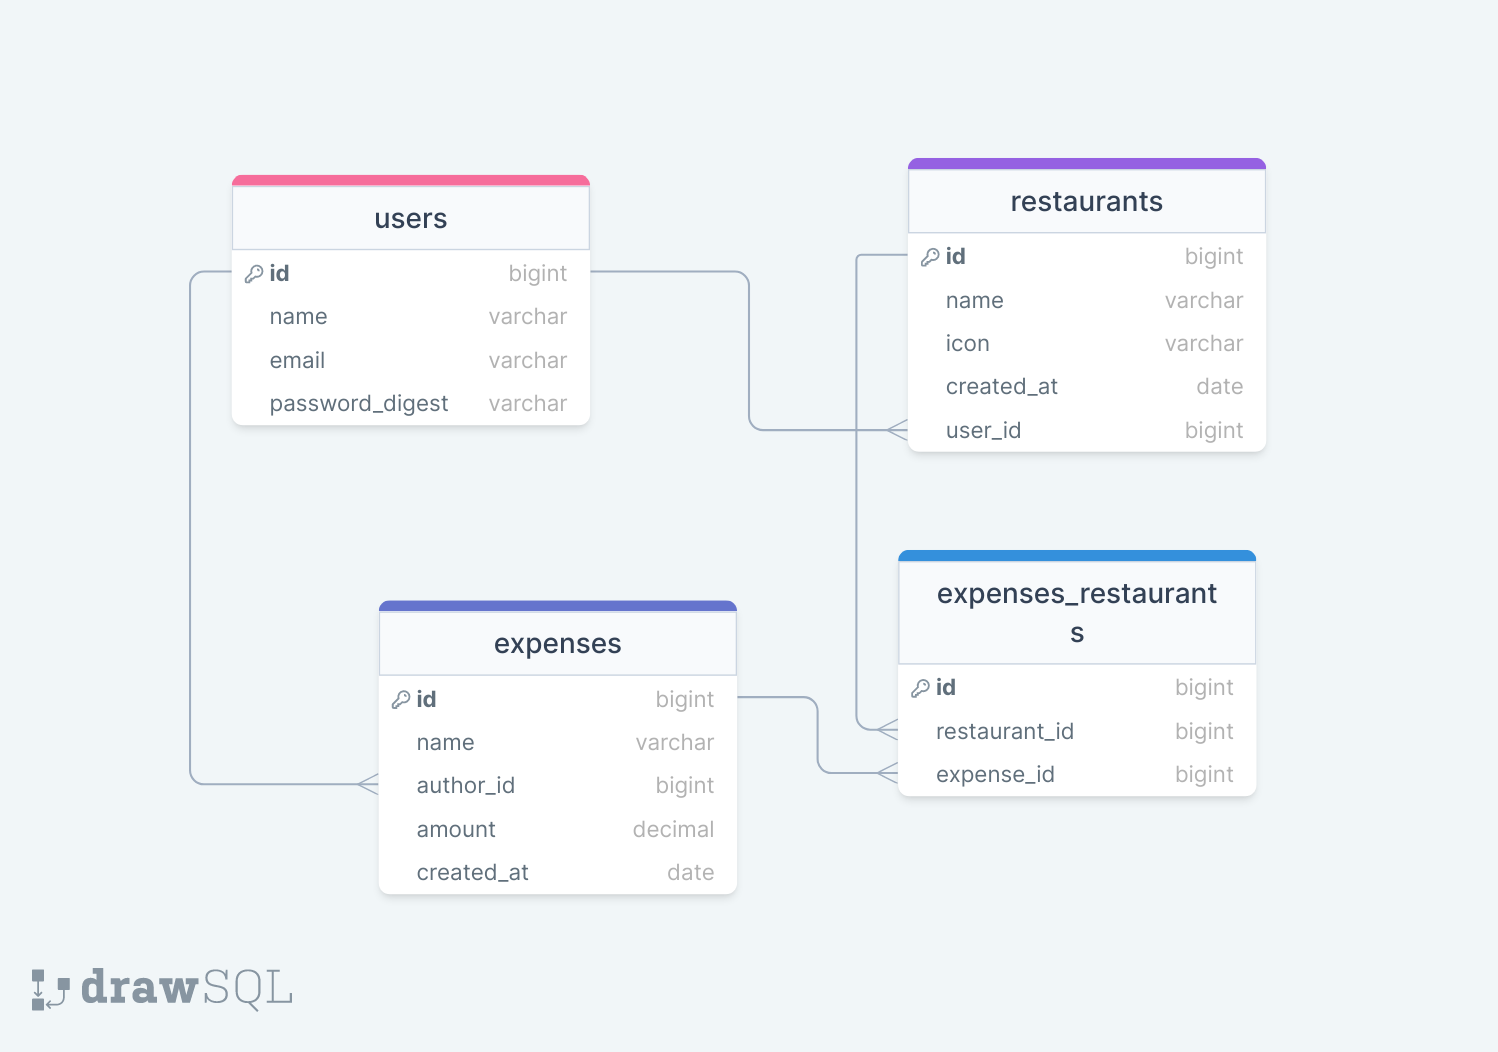 users
id bigint
name varchar
email varchar
password_digest varchar
restaurants
id bigint
name varchar
icon varchar
created_at date
user_id bigint
expenses
id bigint
name varchar
author_id bigint
amount decimal
created_at date
expenses_restaurant
s
id bigint
restaurant_id bigint
expense_id bigint
drawSQL